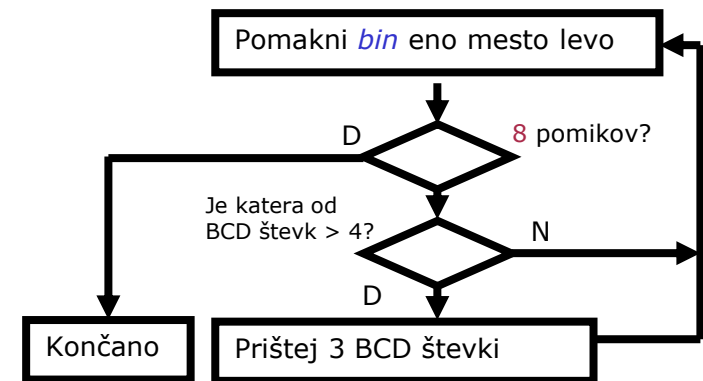 Pomakni bin eno mesto levo
D
8 pomikov?
Je katera od
BCD števk > 4?
N
D
Končano
Prištej 3 BCD števki